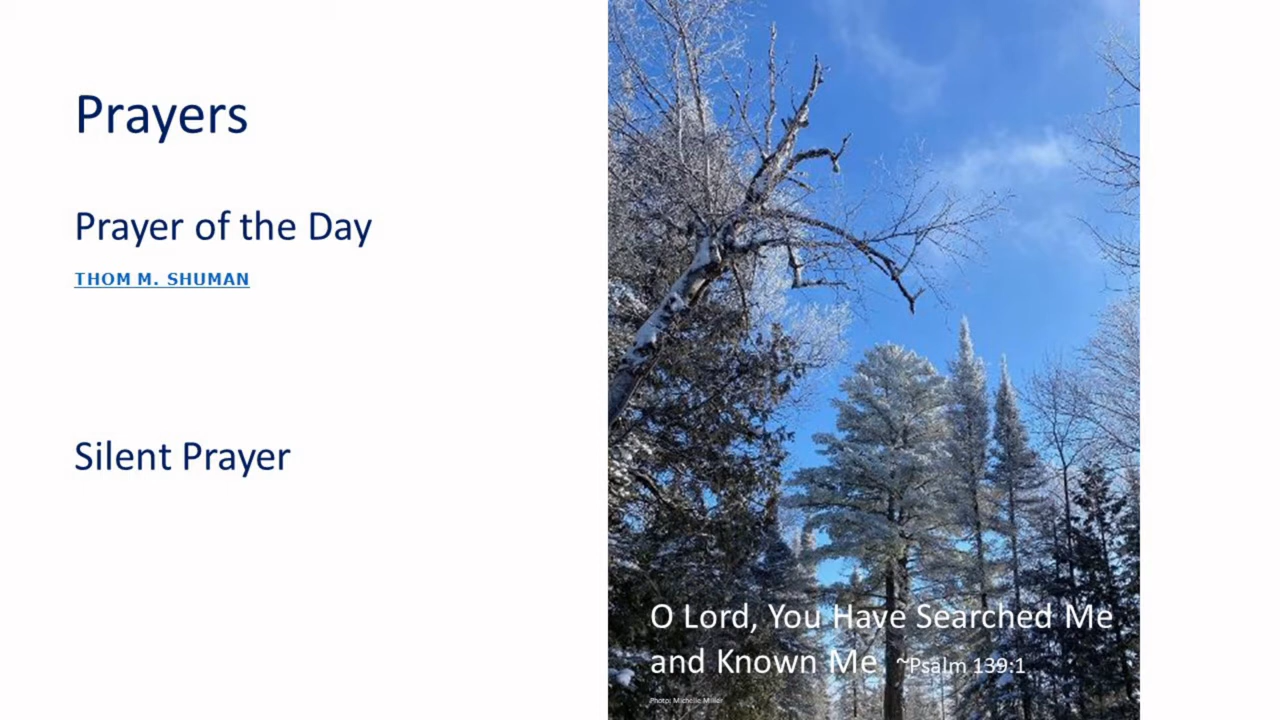 Prayers
Prayer of the Day
THOM M. SHUMAN
Silent Prayer
O Lord, You Have Searched Me
and Known Me. ~Psalm 139:1
Photo: Michelle Miller